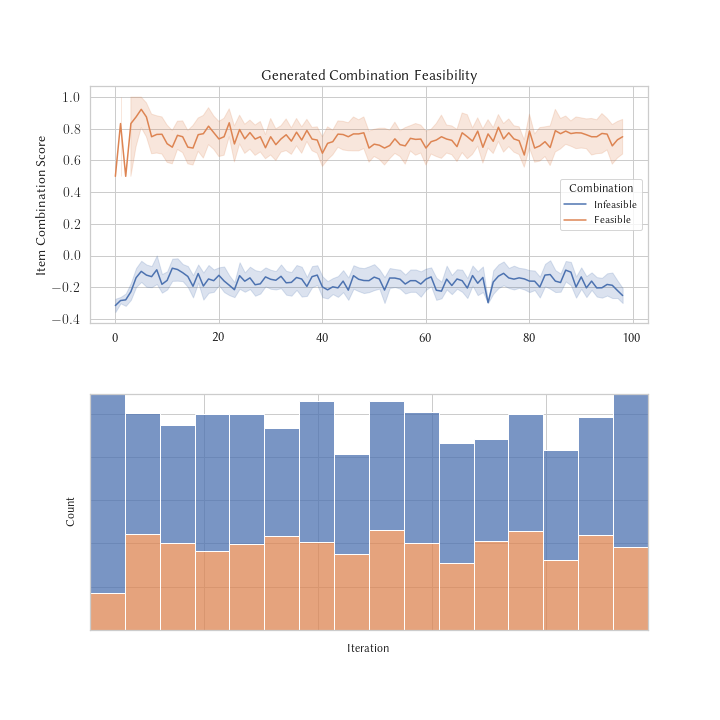 Generated Combination Feasibility
1.0
0.8
0.6
0.4
0.2
0.0
−0.2
−0.4
Item Combination Score
Combination
Infeasible
Feasible
0 20 40 60 80 100
Count
Iteration